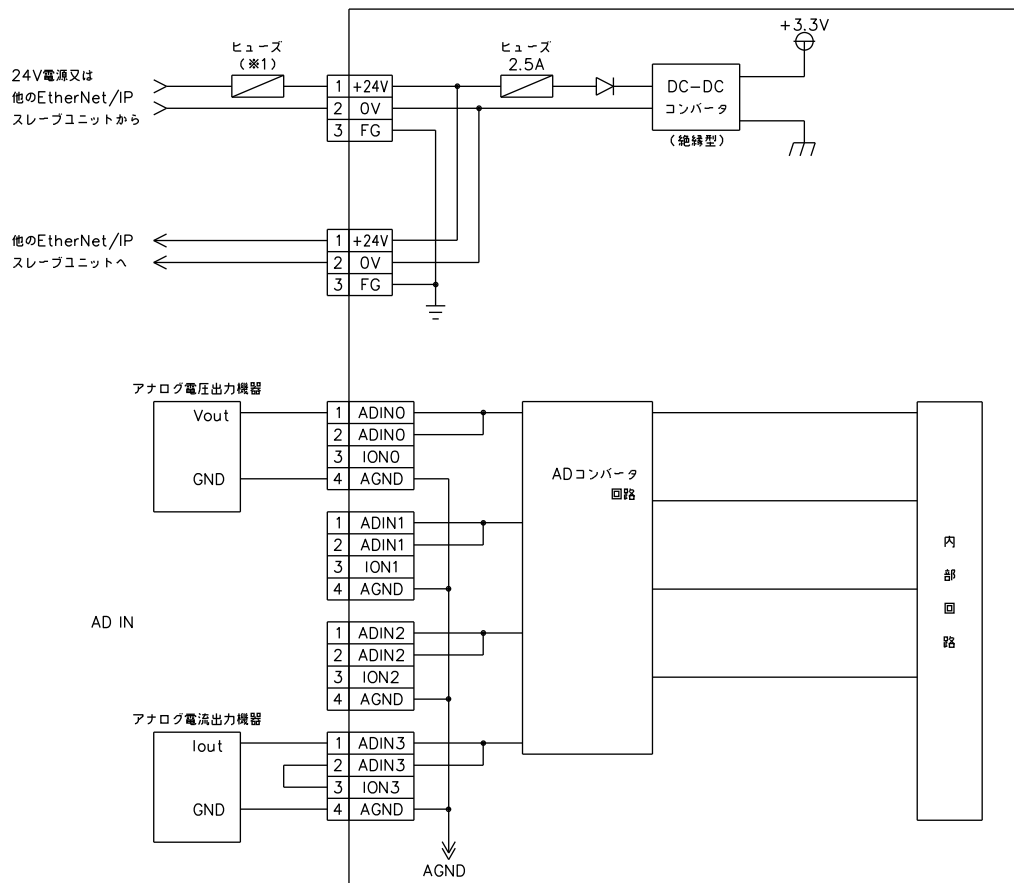 +3.3V
ヒューズ
(※1)
ヒューズ
2.5A
24V電源又は
他のEtherNet/IP
スレーブユニットから
1 +24V
2 0V
3 FG
DC-DC
コンバータ
(絶縁型)
他のEtherNet/IP
スレーブユニットへ
1 +24V
2 0V
3 FG
アナログ電圧出力機器
Vout
GND
1 ADIN0
2 ADIN0
3 ION0
4 AGND
ADコンバータ
回路
1 ADIN1
2 ADIN1
3 ION1
4 AGND
内
部
回
路
AD IN
1 ADIN2
2 ADIN2
3 ION2
4 AGND
アナログ電流出力機器
Iout
GND
1 ADIN3
2 ADIN3
3 ION3
4 AGND
AGND